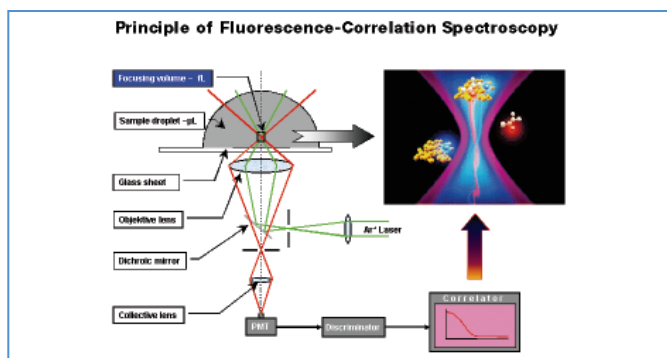 Principle of Fluorescence-Correlation Spectroscopy
Focusing volume - fL
Sample droplet -µL
Glass sheet
Objektive lens
Dichroic mirror
Ar⁺ Laser
Collective lens
PMT
Discriminator
Correlator